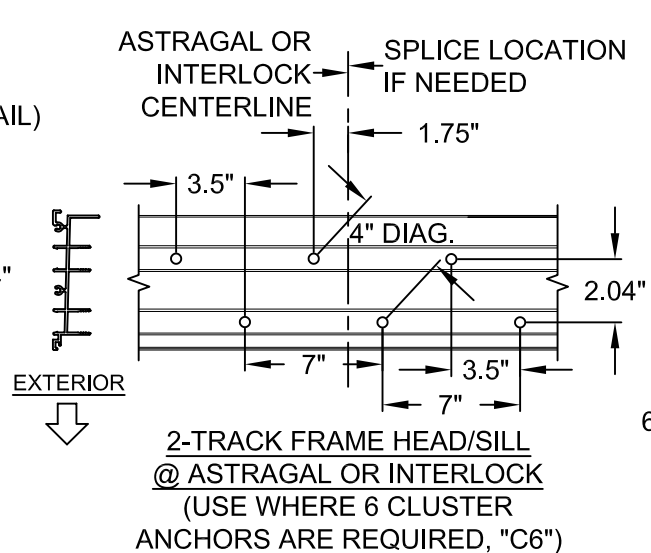 ASTRAGAL OR
INTERLOCK
CENTERLINE
SPLICE LOCATION
IF NEEDED
AIL)
1.75"
3.5"
4" DIAG.
"
2.04"
7"
3.5"
7"
EXTERIOR
6
2-TRACK FRAME HEAD/SILL
@ ASTRAGAL OR INTERLOCK
(USE WHERE 6 CLUSTER
ANCHORS ARE REQUIRED, "C6")